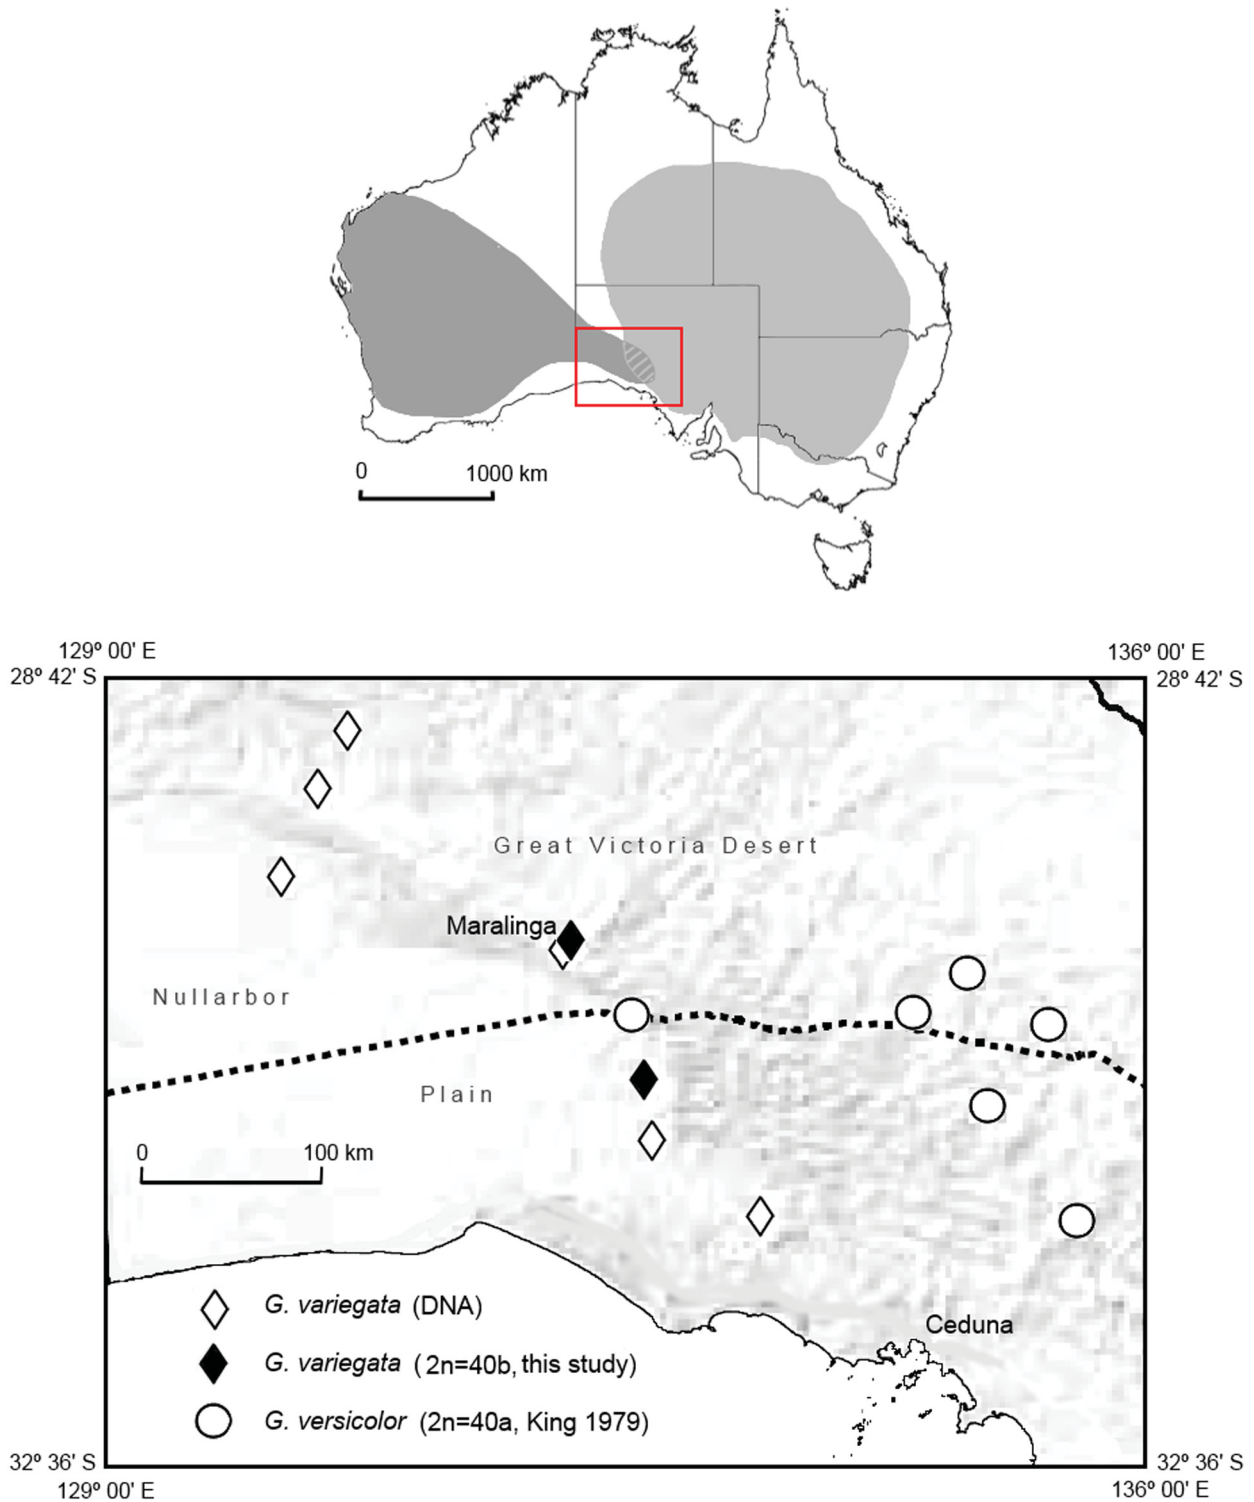 0 1000 km
129º 00' E 136º 00' E
28º 42' S 28º 42' S
Great Victoria Desert
Maralinga
Nullarbor
Plain
0 100 km
G. variegata (DNA)
Ceduna
G. variegata (2n=40b, this study)
G. versicolor (2n=40a, King 1979)
32º 36' S 32º 36' S
129º 00' E 136º 00' E